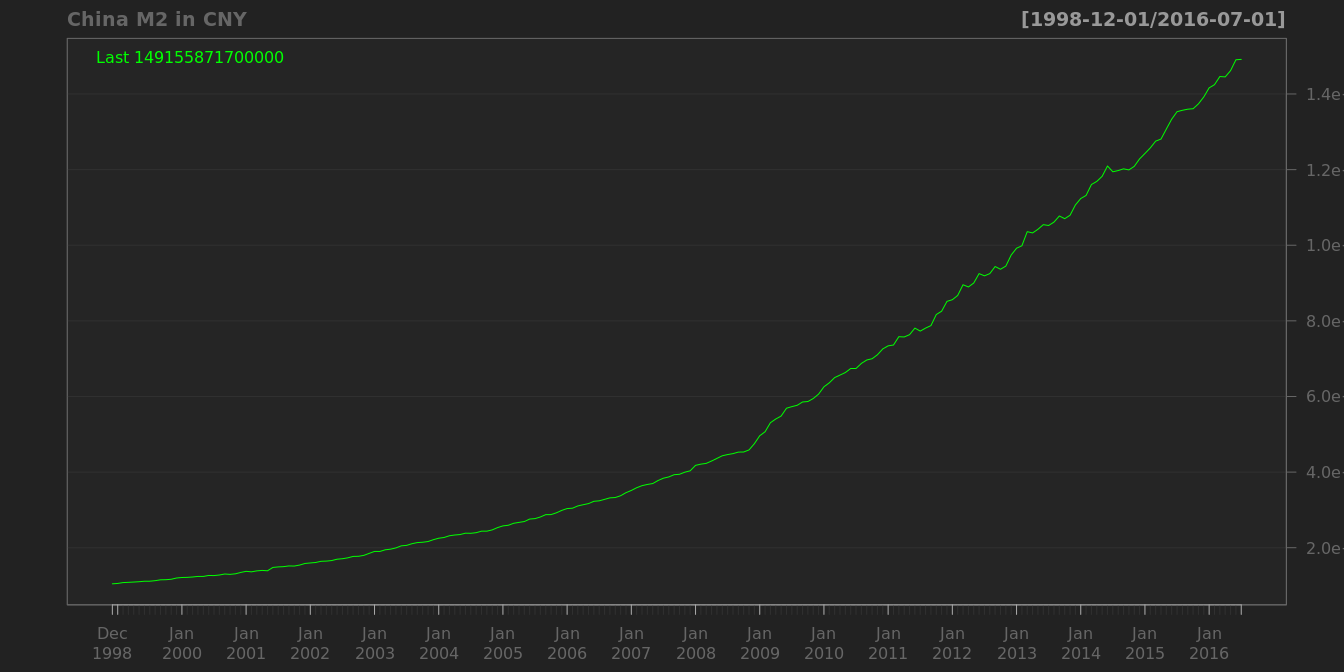 China M2 in CNY [1998-12-01/2016-07-01]
Last 149155871700000
1.4e
1.2e
1.0e
8.0e
6.0e
4.0e
2.0e
Dec Jan Jan Jan Jan Jan Jan Jan Jan Jan Jan Jan Jan Jan Jan Jan Jan Jan
1998 2000 2001 2002 2003 2004 2005 2006 2007 2008 2009 2010 2011 2012 2013 2014 2015 2016